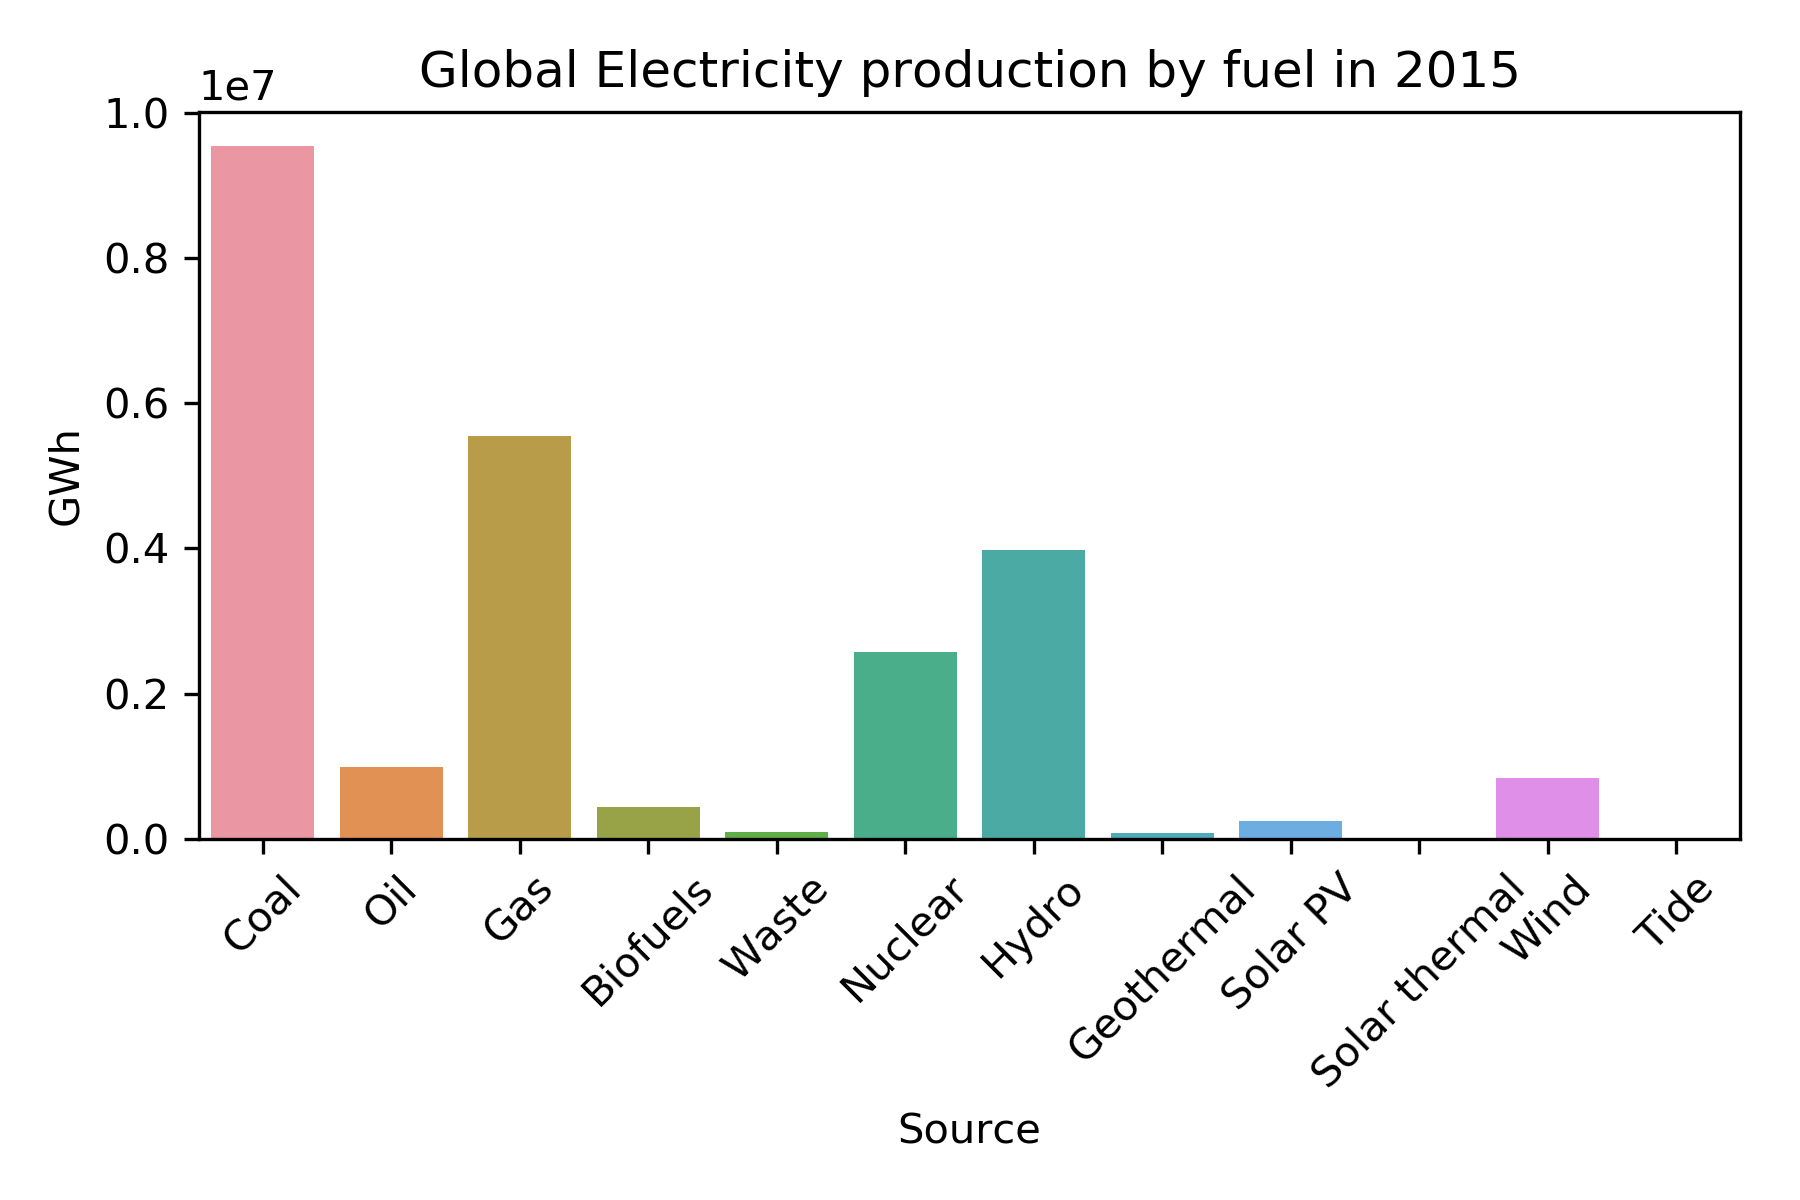 Global Electricity production by fuel in 2015
1e7
1.0
0.8
0.6
0.4
0.2
0.0
GWh
Coal
Oil
Gas
Biofuels
Waste
Nuclear
Hydro
Geothermal
Solar PV
Solar thermal
Wind
Tide
Source